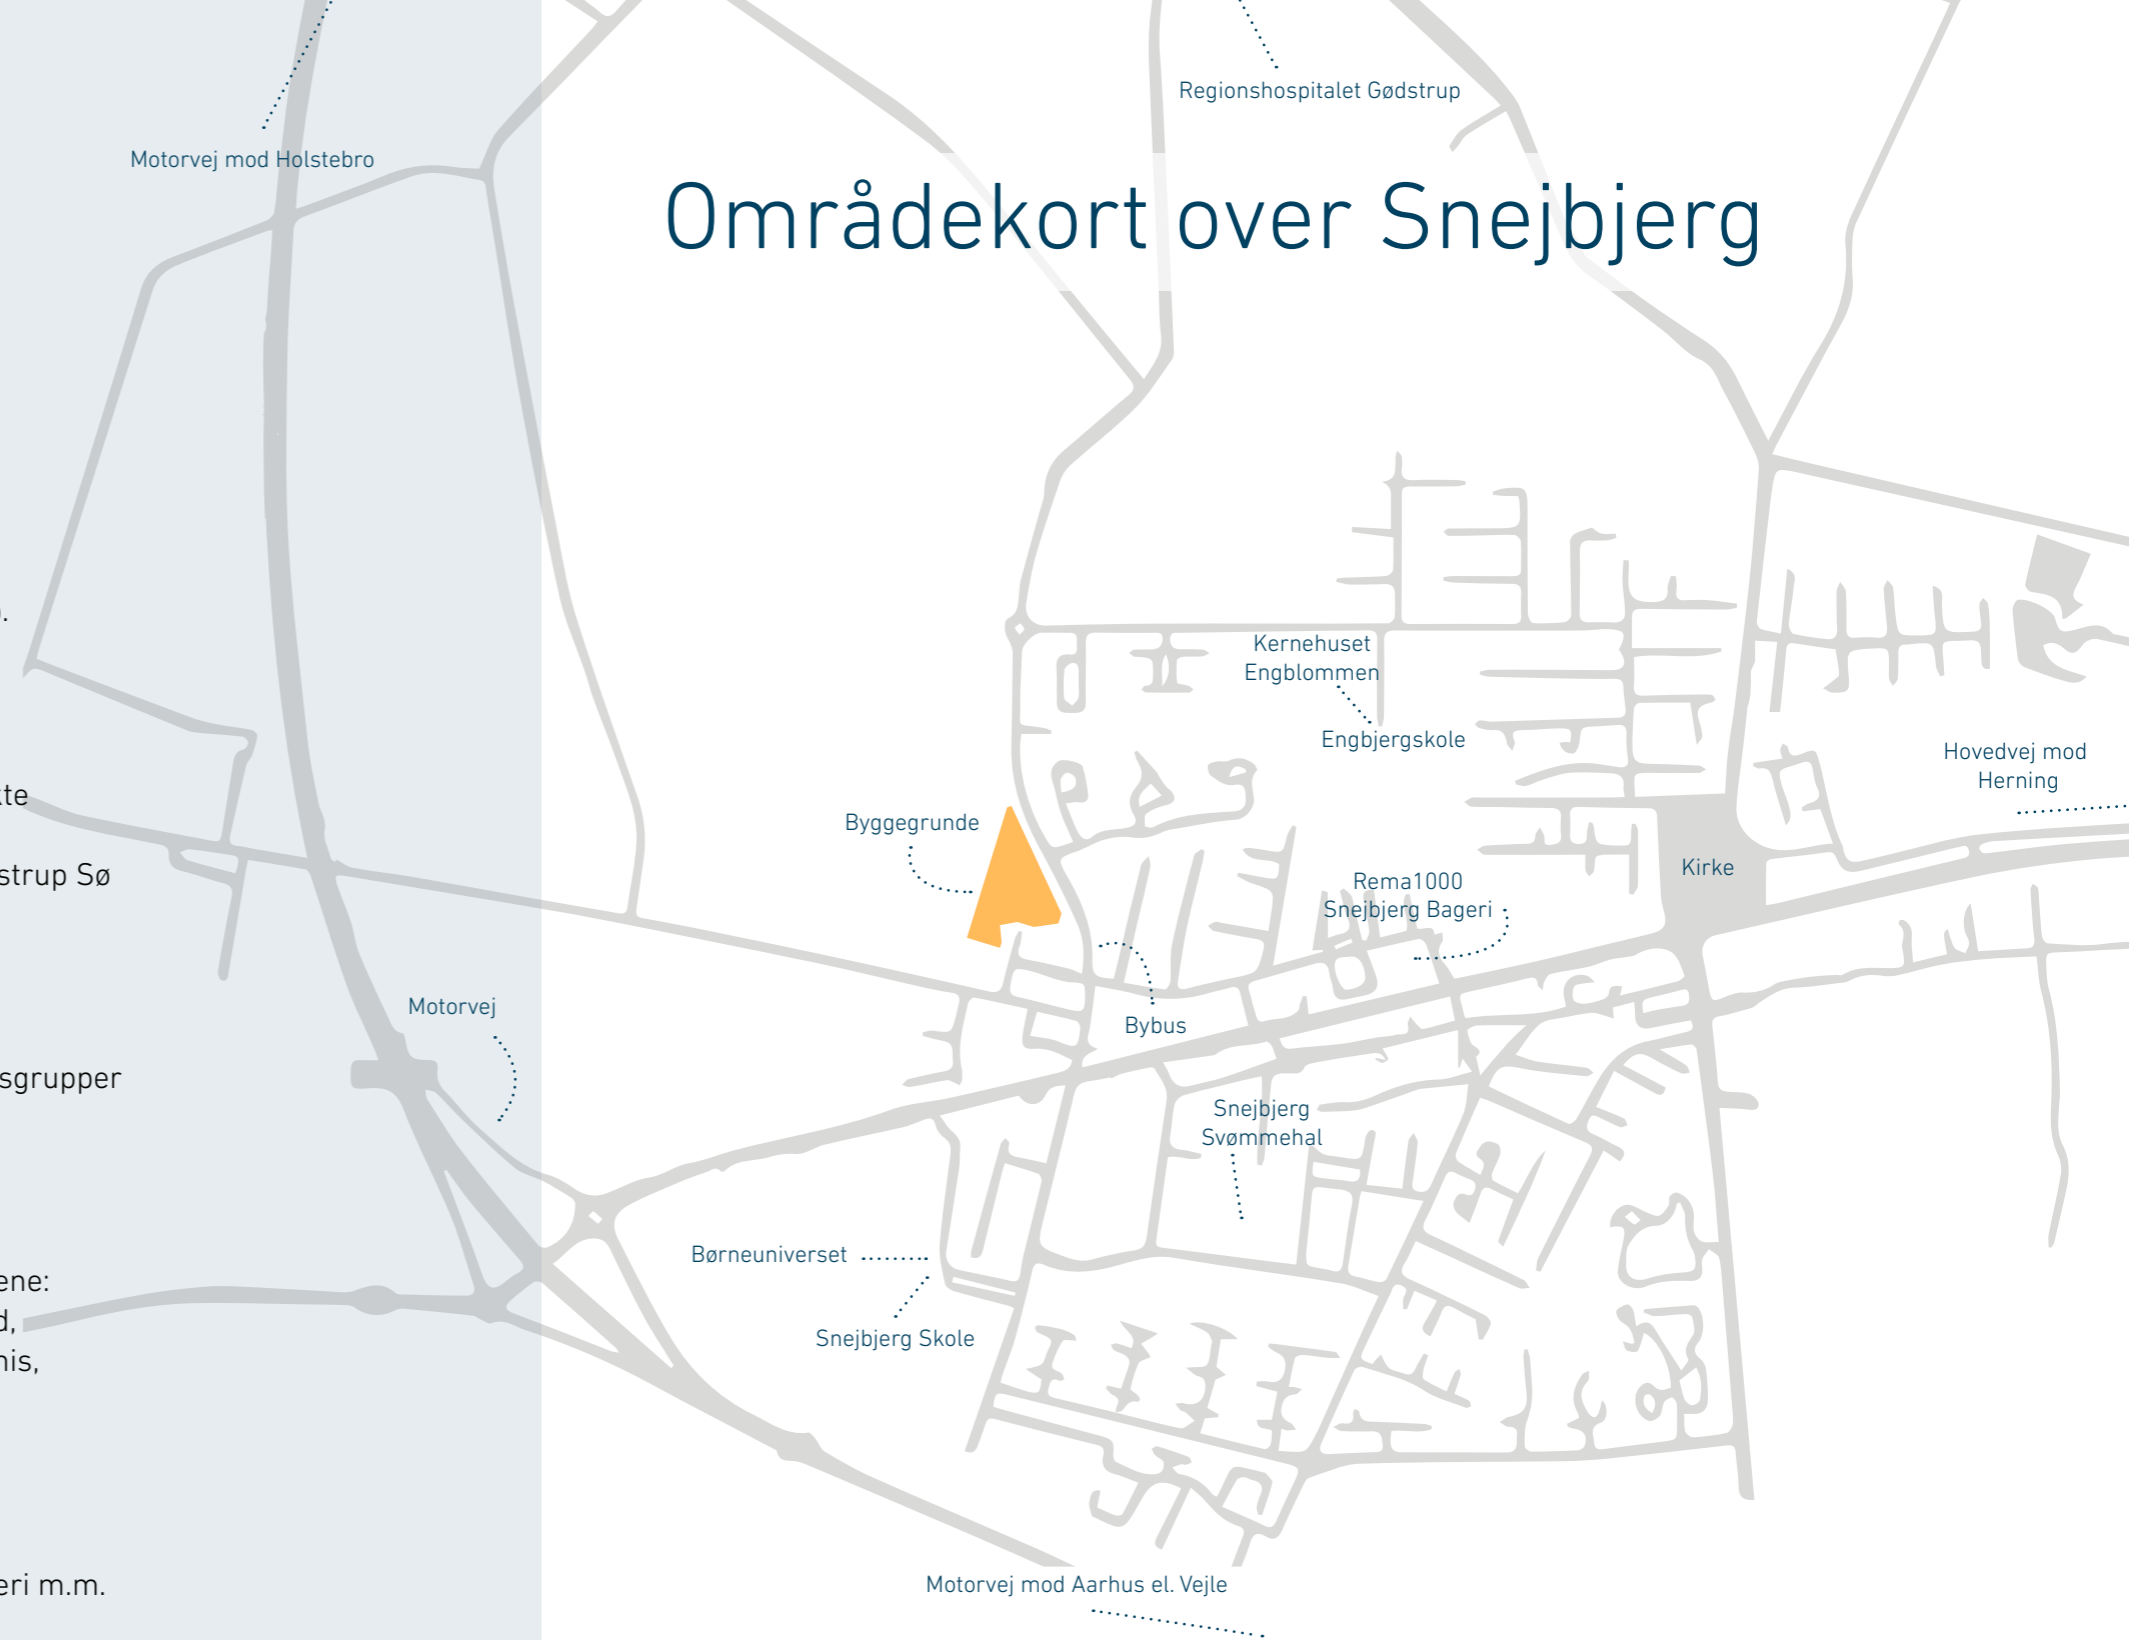 Regionshospitalet Gødstrup
Motorvej mod Holstebro
Områdekort over Snejbjerg
Kernehuset
Engblommen
Engbjergskole
Hovedvej mod
Herning
Byggegrunde
Kirke
Rema1000
Snejbjerg Bageri
strup Sø
Motorvej
Bybus
sgrupper
Snejbjerg
Svømmehal
Børneuniverset
ene:
d,
Snejbjerg Skole
nis,
eri m.m.
Motorvej mod Aarhus el. Vejle